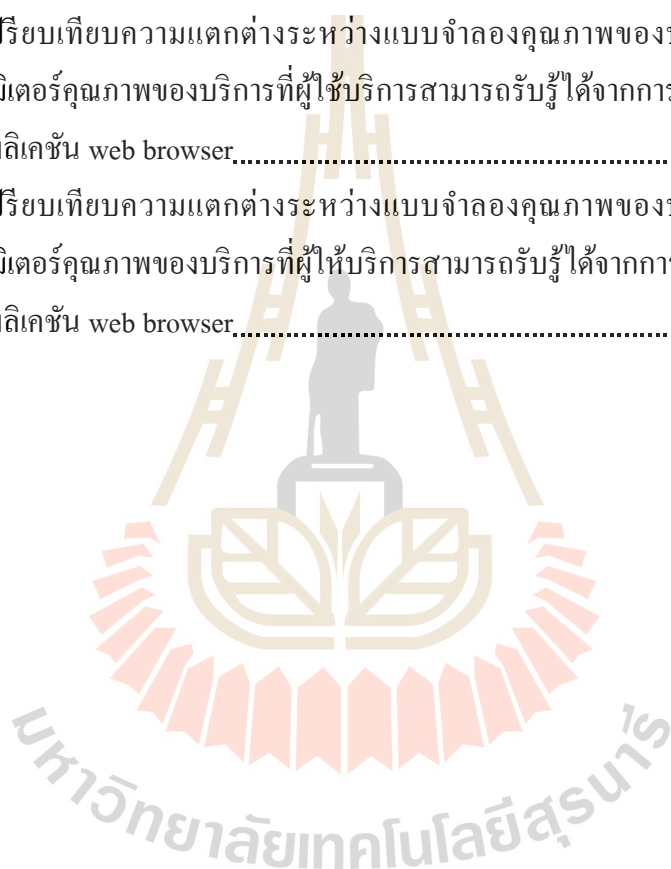 ปรียบเทียบความแตกต่างระหว่างแบบจำลองคุณภาพของ
มิเตอร์คุณภาพของบริการที่ผู้ใช้บริการสามารถรับรู้ได้จากการ
ลิเคชัน web browser
ปรียบเทียบความแตกต่างระหว่างแบบจำลองคุณภาพของ
มิเตอร์คุณภาพของบริการที่ผู้ให้บริการสามารถรับรู้ได้จากการ
ลิเคชัน web browser
มหาวิทยาลัยเทคโนโลยีสุรนารี